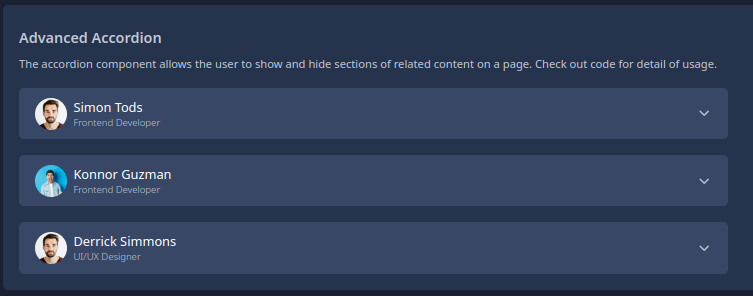 Advanced Accordion
The accordion component allows the user to show and hide sections of related content on a page. Check out code for detail of usage.
Simon Tods
Frontend Developer
Konnor Guzman
Frontend Developer
Derrick Simmons
UI/UX Designer